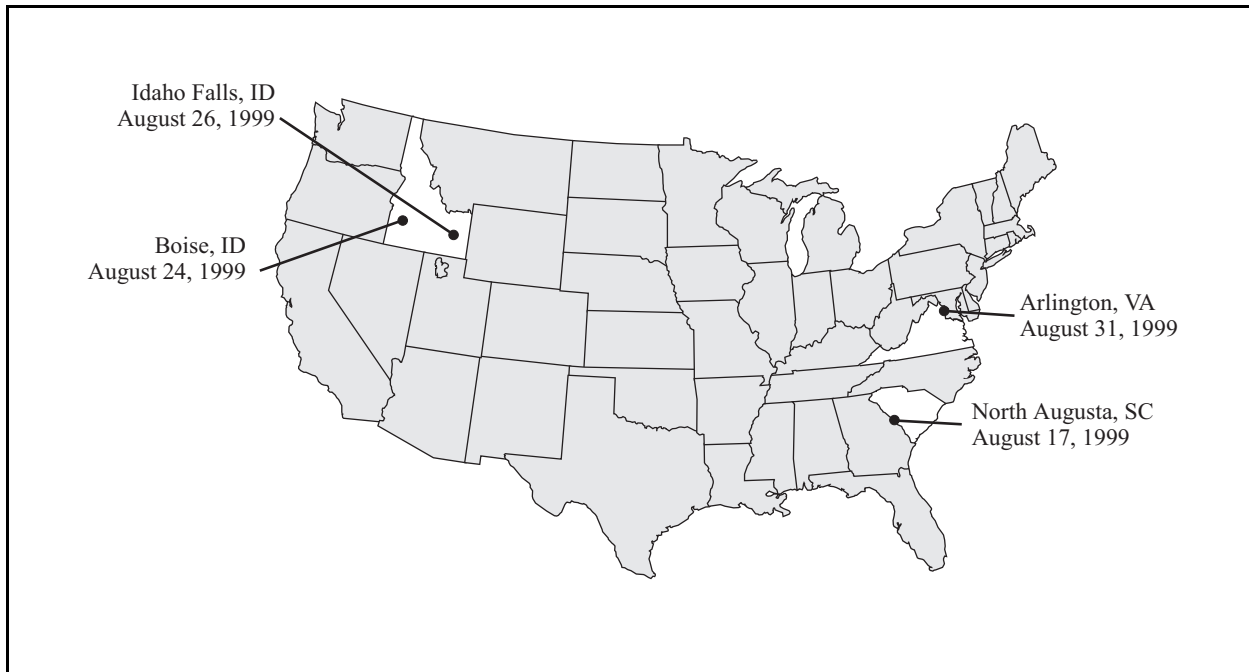 Idaho Falls, ID
August 26, 1999
Boise, ID
August 24, 1999
Arlington, VA
August 31, 1999
North Augusta, SC
August 17, 1999